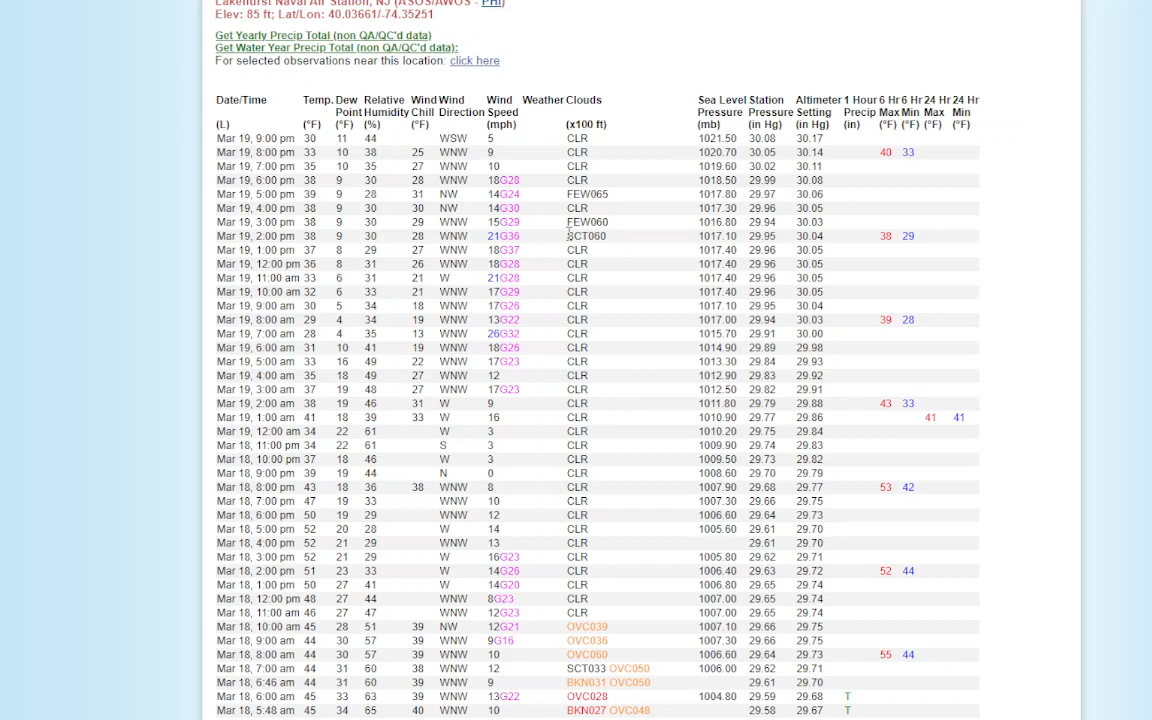 Lakehurst Naval Air Station, NJ (ASOS/AWOS - PHI)
Elev: 85 ft; Lat/Lon: 40.03661/-74.35251
Get Yearly Precip Total (non QA/QC'd data)
Get Water Year Precip Total (non QA/QC'd data):
For selected observations near this location: click here
Date/Time Temp. Dew Relative Wind Wind Wind Weather Clouds Sea Level Station Altimeter 1 Hour 6 Hr 6 Hr 24 Hr 24 Hr
Point Humidity Chill Direction Speed Pressure Pressure Setting Precip Max Min Max Min
(L) (°F) (°F) (%) (°F) (mph) (x100 ft) (mb) (in Hg) (in Hg) (in) (°F) (°F) (°F) (°F)
Mar 19, 9:00 pm 30 11 44 WSW 5 CLR 1021.50 30.08 30.17
Mar 19, 8:00 pm 33 10 38 25 WNW 9 CLR 1020.70 30.05 30.14 40 33
Mar 19, 7:00 pm 35 10 35 27 WNW 10 CLR 1019.60 30.02 30.11
Mar 19, 6:00 pm 38 9 30 28 WNW 18G28 CLR 1018.50 29.99 30.08
Mar 19, 5:00 pm 39 9 28 31 NW 14G24 FEW065 1017.80 29.97 30.06
Mar 19, 4:00 pm 38 9 30 30 NW 14G30 CLR 1017.30 29.96 30.05
Mar 19, 3:00 pm 38 9 30 29 WNW 15G29 FEW060 1016.80 29.94 30.03
Mar 19, 2:00 pm 38 9 30 28 WNW 21G36 SCT060 1017.10 29.95 30.04 38 29
Mar 19, 1:00 pm 37 8 29 27 WNW 18G37 CLR 1017.40 29.96 30.05
Mar 19, 12:00 pm 36 8 31 26 WNW 18G28 CLR 1017.40 29.96 30.05
Mar 19, 11:00 am 33 6 31 21 W 21G28 CLR 1017.40 29.96 30.05
Mar 19, 10:00 am 32 6 33 21 WNW 17G29 CLR 1017.40 29.96 30.05
Mar 19, 9:00 am 30 5 34 18 WNW 17G26 CLR 1017.10 29.95 30.04
Mar 19, 8:00 am 29 4 34 19 WNW 13G22 CLR 1017.00 29.94 30.03 39 28
Mar 19, 7:00 am 28 4 35 13 WNW 26G32 CLR 1015.70 29.91 30.00
Mar 19, 6:00 am 31 10 41 19 WNW 18G26 CLR 1014.90 29.89 29.98
Mar 19, 5:00 am 33 16 49 22 WNW 17G23 CLR 1013.30 29.84 29.93
Mar 19, 4:00 am 35 18 49 27 WNW 12 CLR 1012.90 29.83 29.92
Mar 19, 3:00 am 37 19 48 27 WNW 17G23 CLR 1012.50 29.82 29.91
Mar 19, 2:00 am 38 19 46 31 W 9 CLR 1011.80 29.79 29.88 43 33
Mar 19, 1:00 am 41 18 39 33 W 16 CLR 1010.90 29.77 29.86 41 41
Mar 19, 12:00 am 34 22 61 W 3 CLR 1010.20 29.75 29.84
Mar 18, 11:00 pm 34 22 61 S 3 CLR 1009.90 29.74 29.83
Mar 18, 10:00 pm 37 18 46 W 3 CLR 1009.50 29.73 29.82
Mar 18, 9:00 pm 39 19 44 N 0 CLR 1008.60 29.70 29.79
Mar 18, 8:00 pm 43 18 36 38 WNW 8 CLR 1007.90 29.68 29.77 53 42
Mar 18, 7:00 pm 47 19 33 WNW 10 CLR 1007.30 29.66 29.75
Mar 18, 6:00 pm 50 19 29 WNW 12 CLR 1006.60 29.64 29.73
Mar 18, 5:00 pm 52 20 28 W 14 CLR 1005.60 29.61 29.70
Mar 18, 4:00 pm 52 21 29 WNW 13 CLR 29.61 29.70
Mar 18, 3:00 pm 52 21 29 W 16G23 CLR 1005.80 29.62 29.71
Mar 18, 2:00 pm 51 23 33 W 14G26 CLR 1006.40 29.63 29.72 52 44
Mar 18, 1:00 pm 50 27 41 W 14G20 CLR 1006.80 29.65 29.74
Mar 18, 12:00 pm 48 27 44 WNW 8G23 CLR 1007.00 29.65 29.74
Mar 18, 11:00 am 46 27 47 WNW 12G23 CLR 1007.00 29.65 29.74
Mar 18, 10:00 am 45 28 51 39 NW 12G21 OVC039 1007.10 29.66 29.75
Mar 18, 9:00 am 44 30 57 39 WNW 9G16 OVC036 1007.30 29.66 29.75
Mar 18, 8:00 am 44 30 57 39 WNW 10 OVC060 1006.60 29.64 29.73 55 44
Mar 18, 7:00 am 44 31 60 38 WNW 12 SCT033 OVC050 1006.00 29.62 29.71
Mar 18, 6:46 am 44 31 60 39 WNW 9 BKN031 OVC050 29.61 29.70
Mar 18, 6:00 am 45 33 63 39 WNW 13G22 OVC028 1004.80 29.59 29.68 T
Mar 18, 5:48 am 45 34 65 40 WNW 10 BKN027 OVC048 29.58 29.67 T